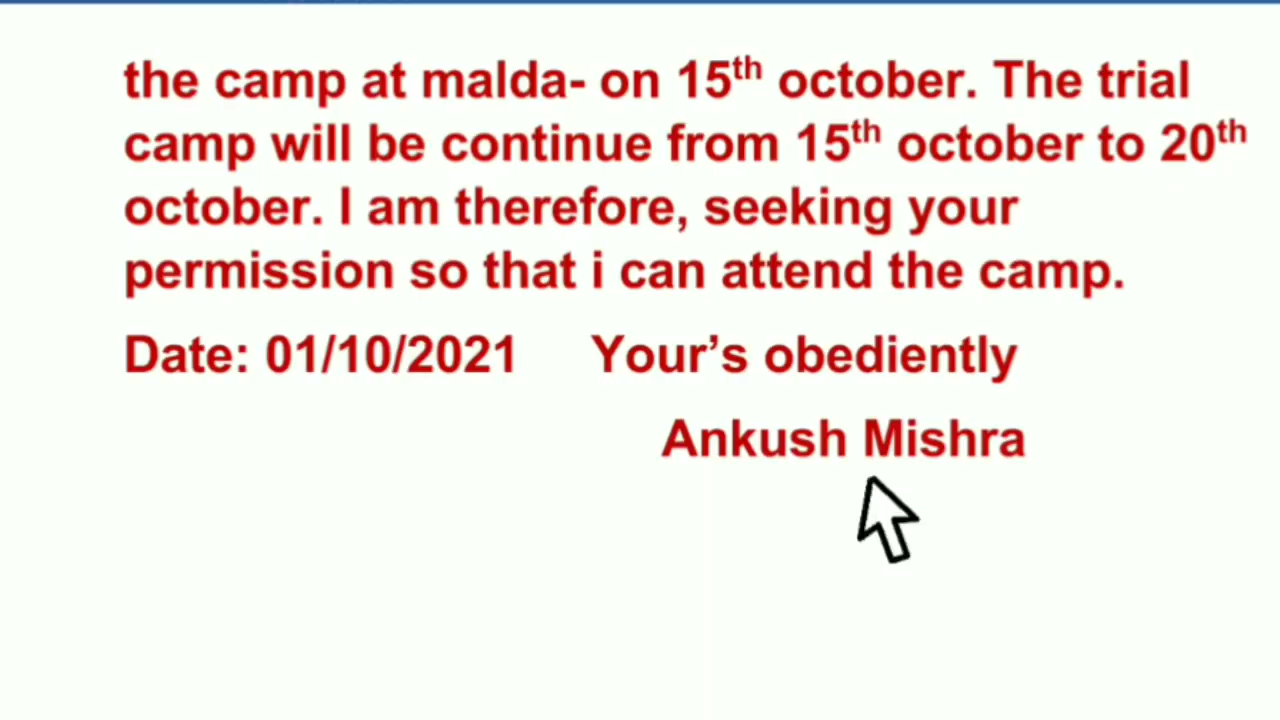 the camp at malda- on 15th october. The trial
camp will be continue from 15th october to 20th
october. I am therefore, seeking your
permission so that i can attend the camp.
Date: 01/10/2021 Your’s obediently
Ankush Mishra